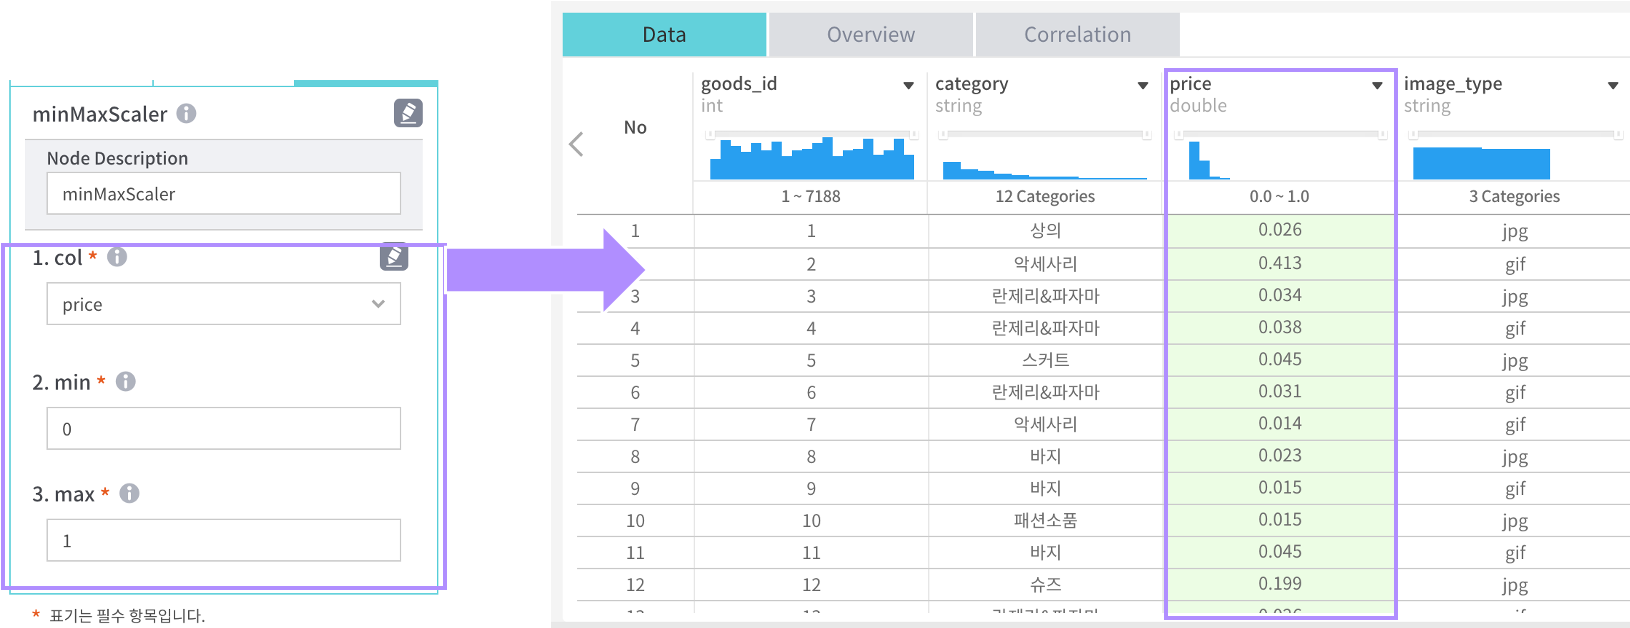 minMaxScaler
Node Description
minMaxScaler
1. col *
price
2. min *
0
3. max *
1
* 표기는 필수 항목입니다.
Data Overview Correlation
No goods_id category price image_type
int string double string
1 ~ 7188 12 Categories 0.0 ~ 1.0 3 Categories
1 1 상의 0.026 jpg
2 악세사리 0.413 gif
3 3 란제리&파자마 0.034 jpg
4 4 란제리&파자마 0.038 gif
5 5 스커트 0.045 jpg
6 6 란제리&파자마 0.031 gif
7 7 악세사리 0.014 gif
8 8 바지 0.023 jpg
9 9 바지 0.015 gif
10 10 패션소품 0.015 jpg
11 11 바지 0.045 gif
12 12 슈즈 0.199 jpg